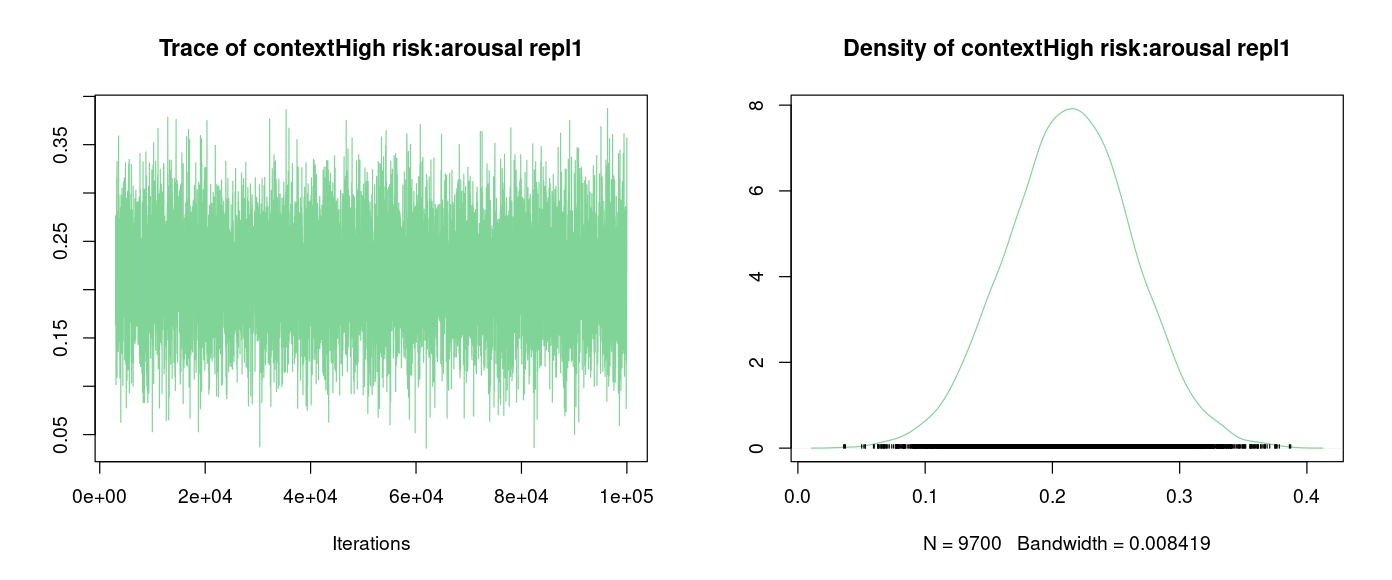 Trace of contextHigh risk:arousal repl1
0.35
0.25
0.15
0.05
0e+00 2e+04 4e+04 6e+04 8e+04 1e+05
Iterations
Density of contextHigh risk:arousal repl1
8
6
4
2
0
0.0 0.1 0.2 0.3 0.4
N = 9700 Bandwidth = 0.008419